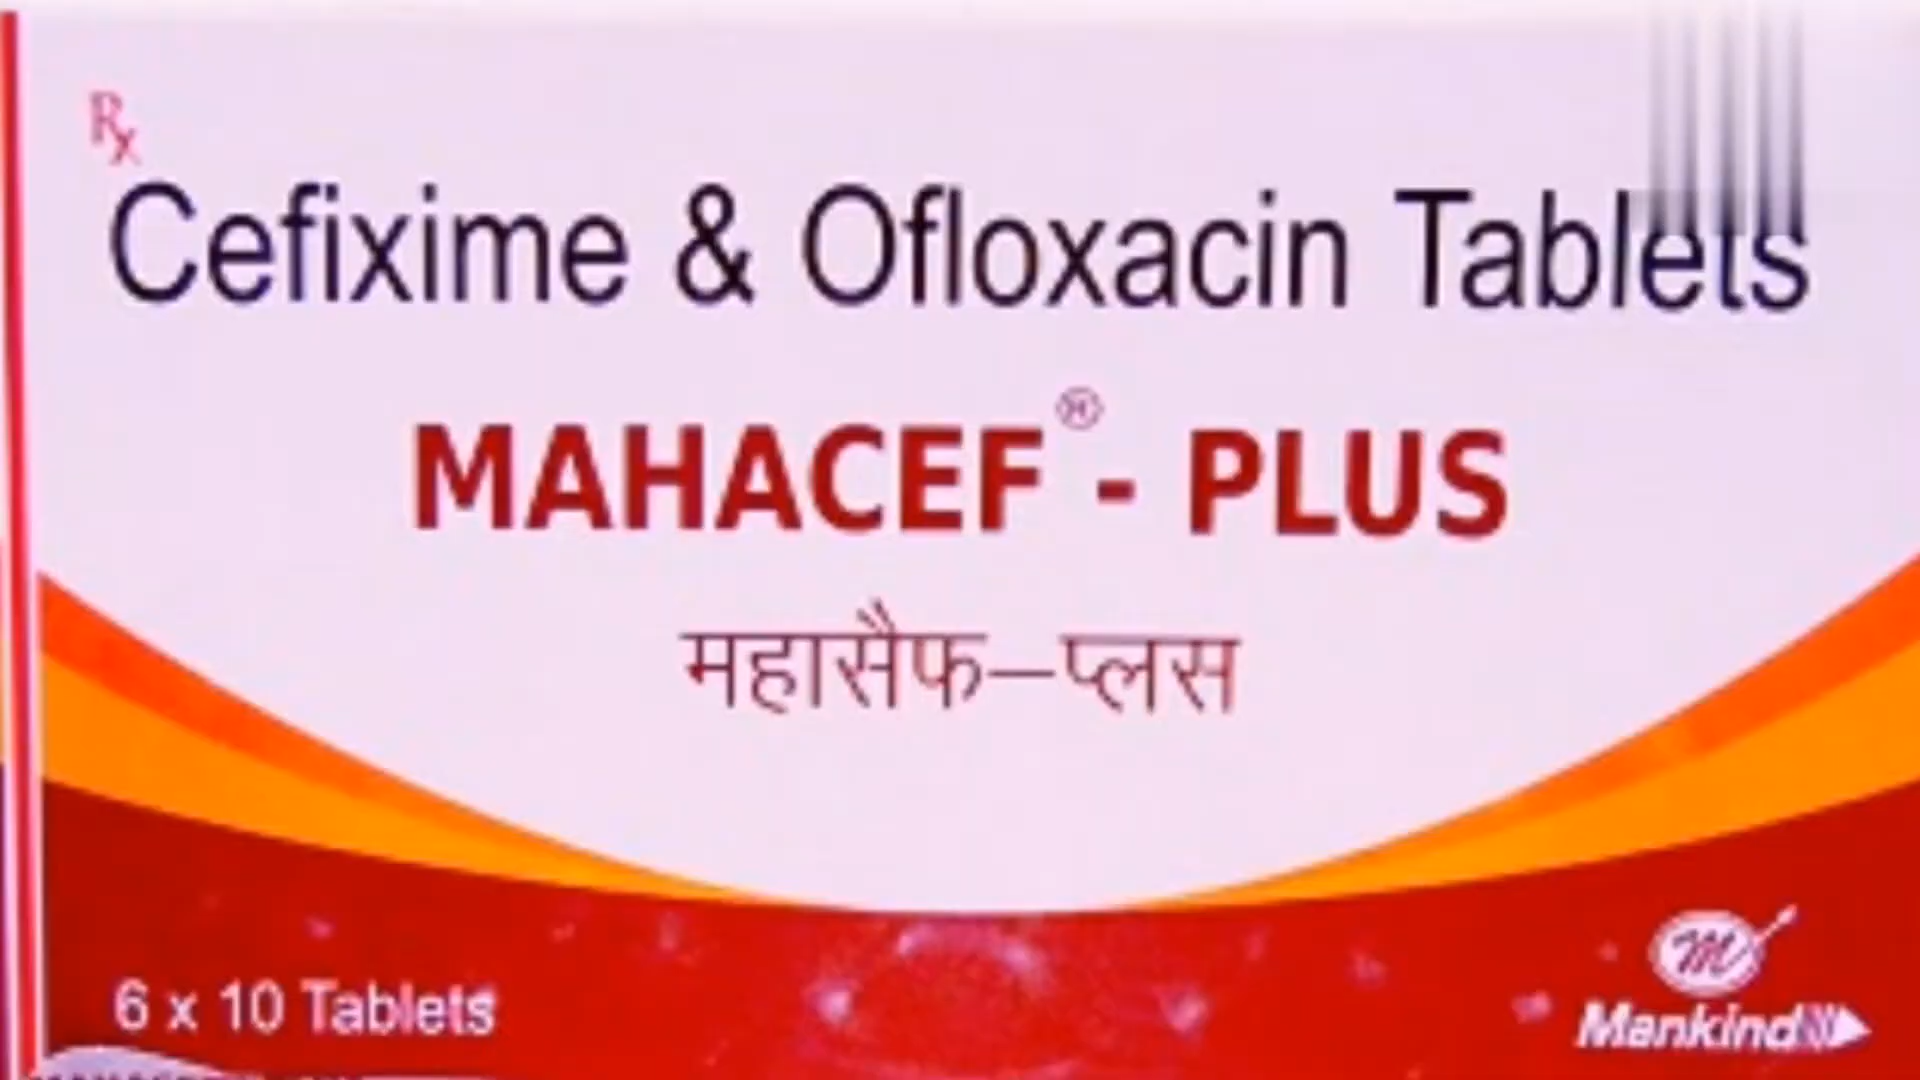 Rx
Cefixime & Ofloxacin Tablets
MAHACEF® - PLUS
महासैफ–प्लस
6 x 10 Tablets
M
Mankind